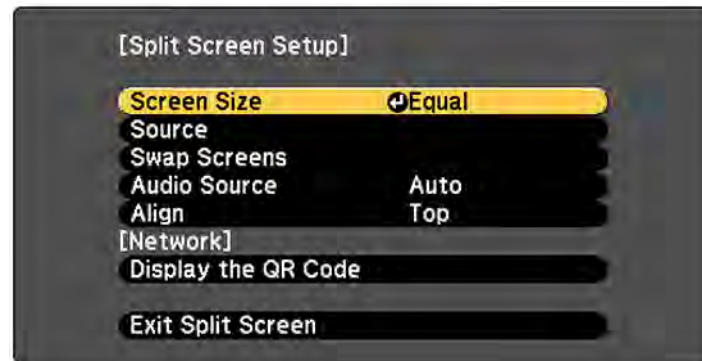 [Split Screen Setup]
Screen Size Equal
Source
Swap Screens
Audio Source Auto
Align Top
[Network]
Display the QR Code
Exit Split Screen